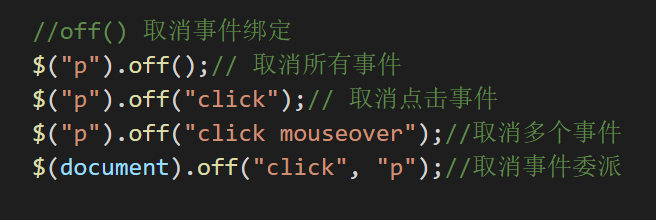 //off() 取消事件绑定
$("p").off();// 取消所有事件
$("p").off("click");// 取消点击事件
$("p").off("click mouseover");//取消多个事件
$(document).off("click", "p");//取消事件委派